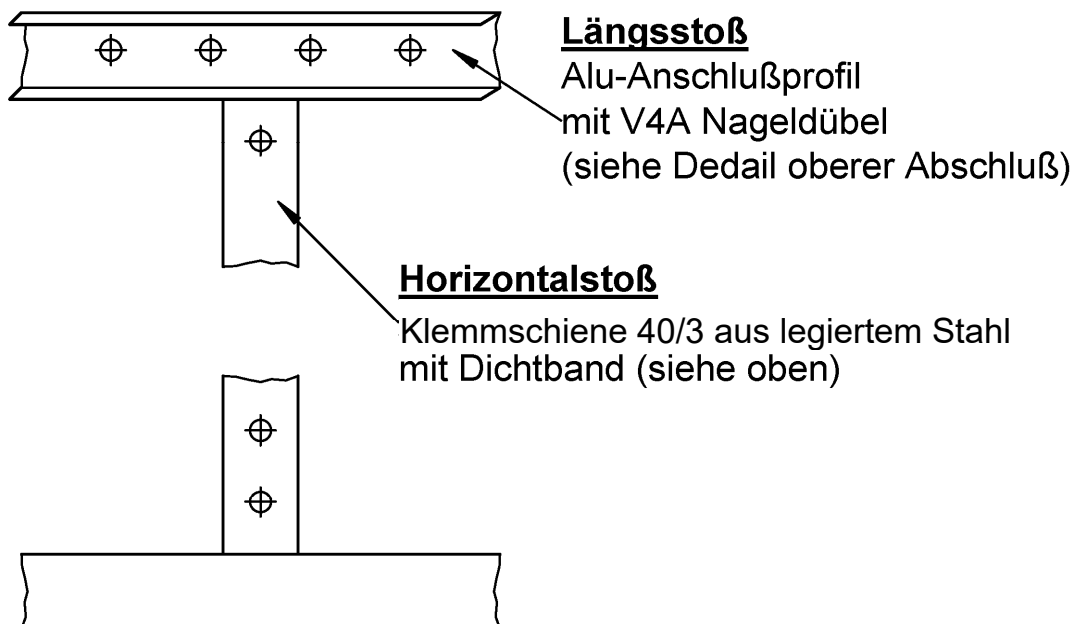 Längsstoß
Alu-Anschlußprofil
mit V4A Nageldübel
(siehe Dedail oberer Abschluß)
Horizontalstoß
Klemmschiene 40/3 aus legiertem Stahl
mit Dichtband (siehe oben)